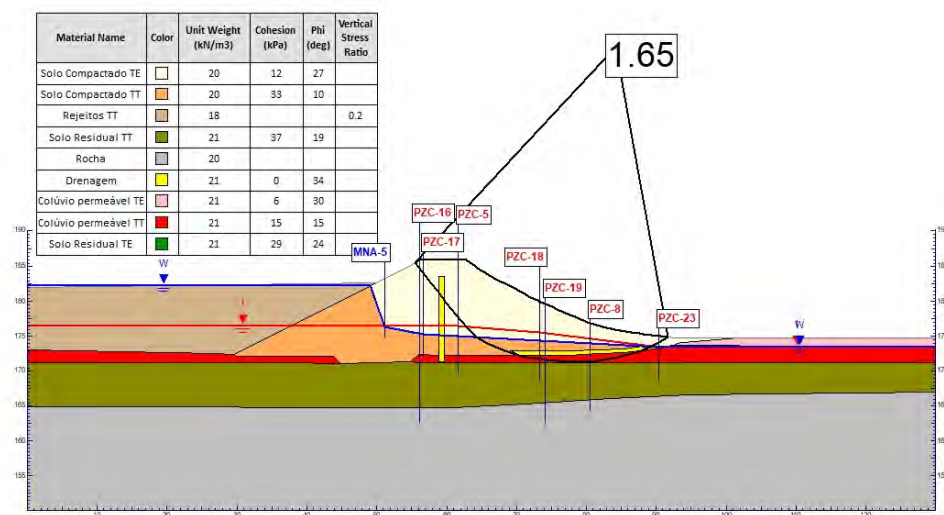 Material Name Color Unit Weight (kN/m3) Cohesion (kPa) Phi (deg) Vertical Stress Ratio
Solo Compactado TE 20 12 27
Solo Compactado TT 20 33 10
Rejeitos TT 18 0.2
Solo Residual TT 21 37 19
Rocha 20
Drenagem 21 0 34
Colúvio permeável TE 21 6 30
Colúvio permeável TT 21 15 15
Solo Residual TE 21 29 24
1.65
PZC-16 PZC-5
MNA-5 PZC-17 PZC-18
PZC-19
PZC-8
PZC-23
W
W
190
185
180
175
170
165
160
155